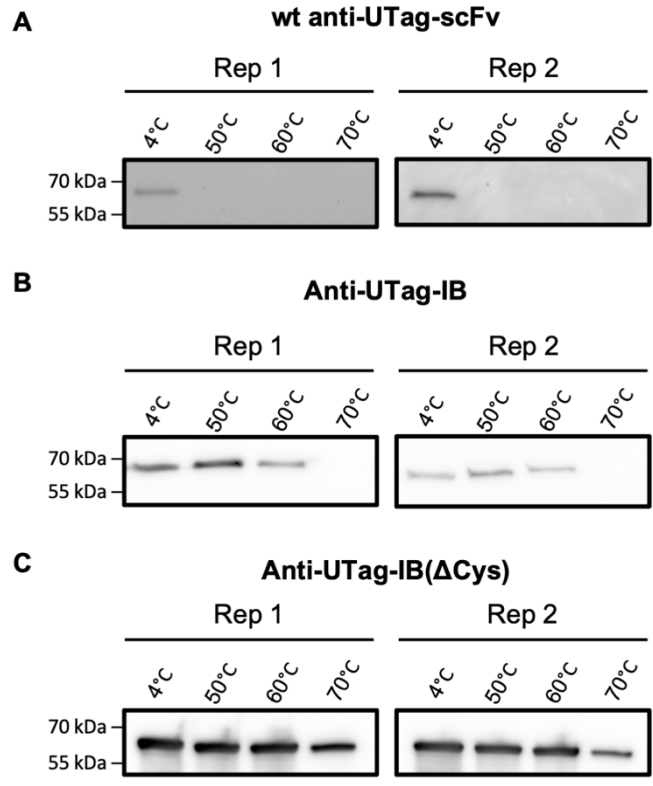 A
wt anti-UTag-scFv
Rep 1
Rep 2
4°C 50°C 60°C 70°C 4°C 50°C 60°C 70°C
70 kDa
55 kDa
B
Anti-UTag-IB
Rep 1
Rep 2
4°C 50°C 60°C 70°C 4°C 50°C 60°C 70°C
70 kDa
55 kDa
C
Anti-UTag-IB(ΔCys)
Rep 1
Rep 2
4°C 50°C 60°C 70°C 4°C 50°C 60°C 70°C
70 kDa
55 kDa